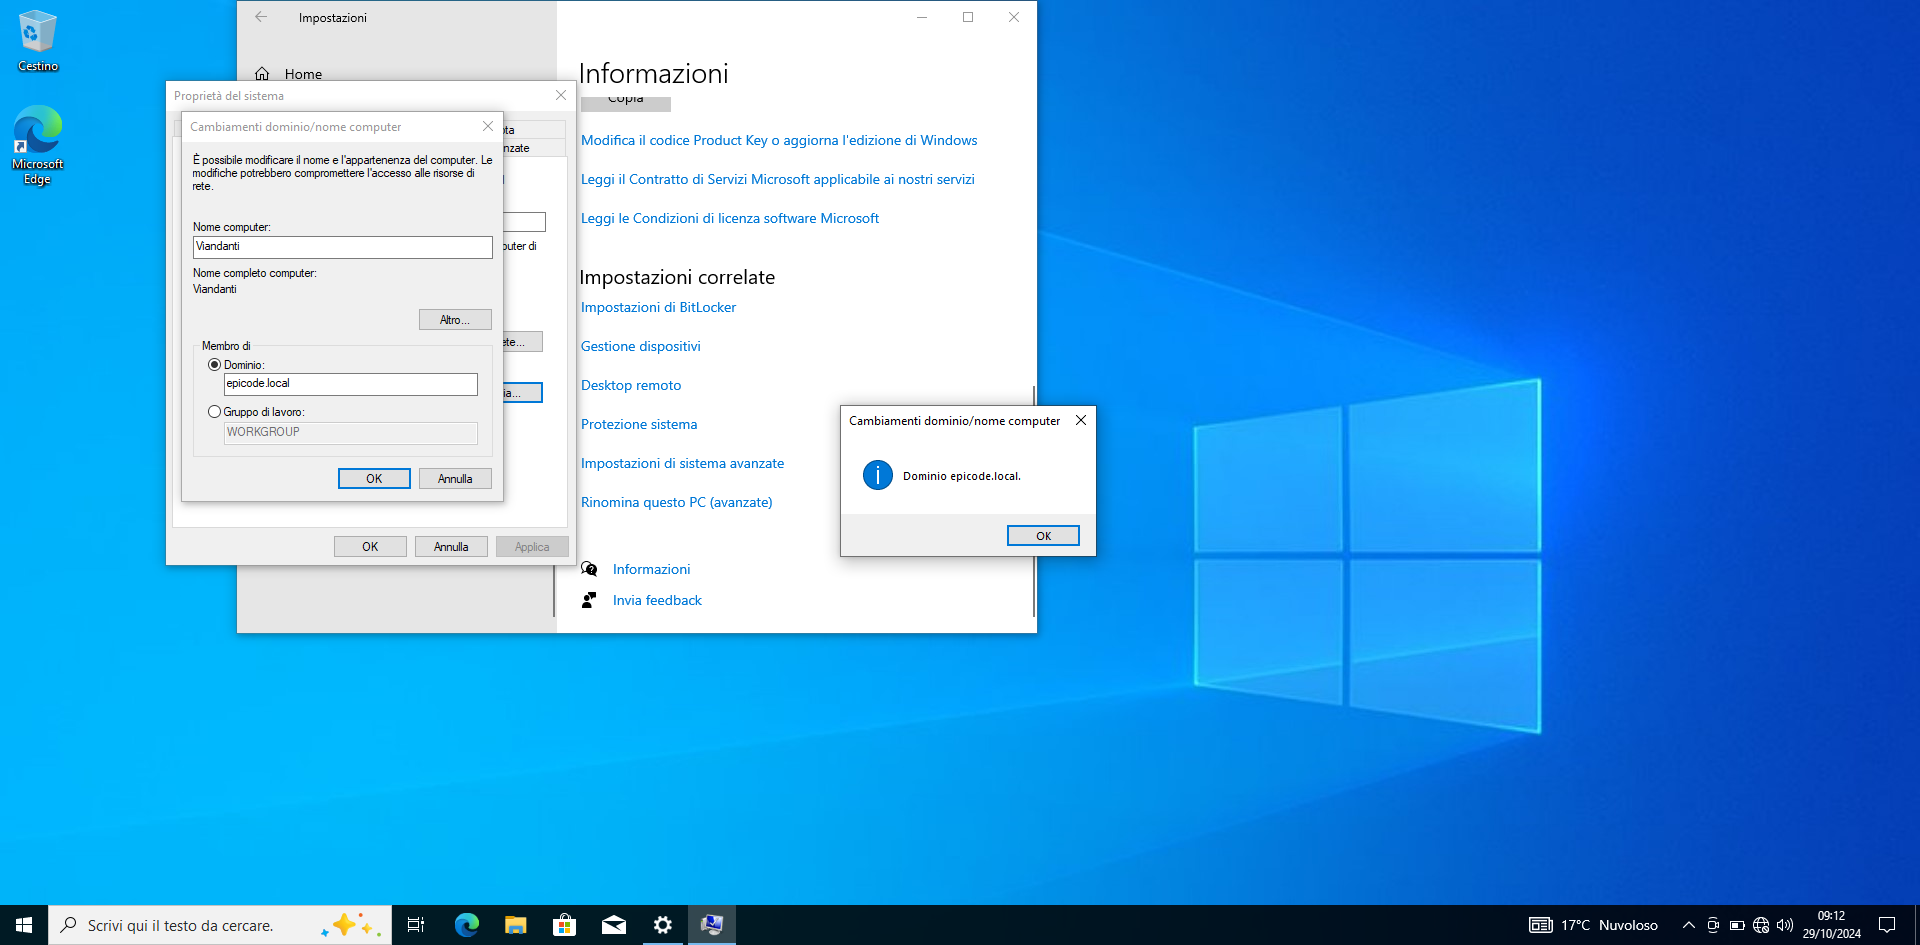 Cestino
Microsoft
Edge
Impostazioni
Home
Informazioni
Copia
Modifica il codice Product Key o aggiorna l'edizione di Windows
Leggi il Contratto di Servizi Microsoft applicabile ai nostri servizi
Leggi le Condizioni di licenza software Microsoft
Impostazioni correlate
Impostazioni di BitLocker
Gestione dispositivi
Desktop remoto
Protezione sistema
Impostazioni di sistema avanzate
Rinomina questo PC (avanzate)
Informazioni
Invia feedback
Proprietà del sistema
ota
nzate
outer di
ete...
ia...
OK
Annulla
Applica
Cambiamenti dominio/nome computer
È possibile modificare il nome e l'appartenenza del computer. Le
modifiche potrebbero compromettere l'accesso alle risorse di
rete.
Nome computer:
Viandanti
Nome completo computer:
Viandanti
Altro...
Membro di
Dominio:
epicode.local
Gruppo di lavoro:
WORKGROUP
OK
Annulla
Cambiamenti dominio/nome computer
Dominio epicode.local.
OK
Scrivi qui il testo da cercare.
17°C Nuvoloso
09:12
29/10/2024